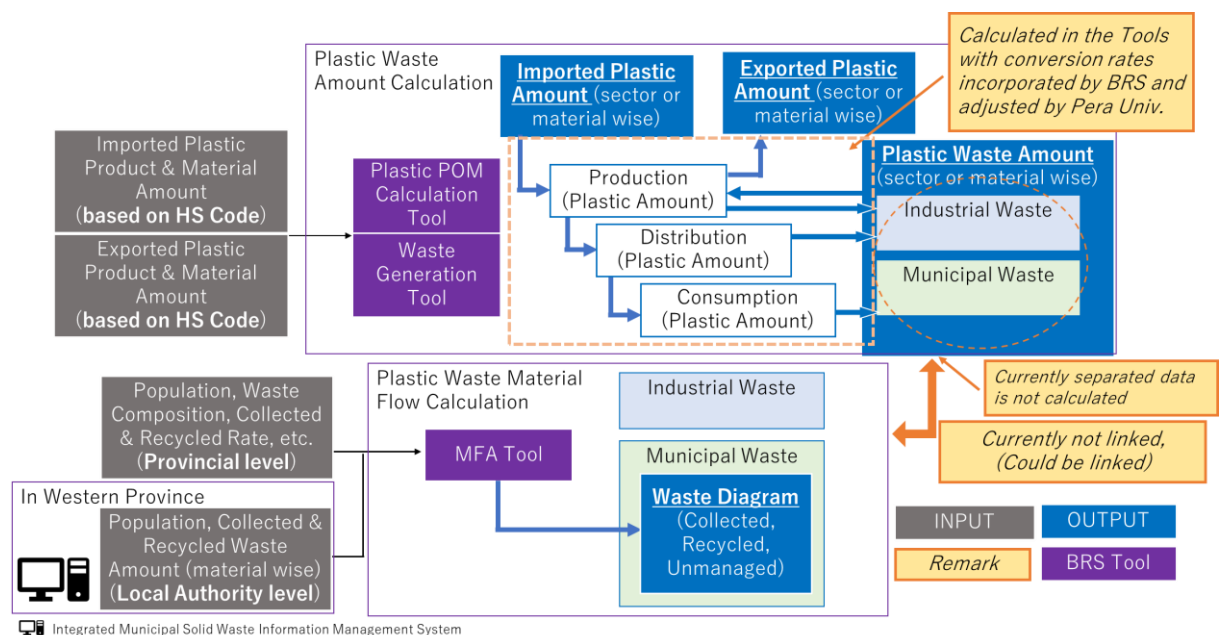 Plastic Waste
Amount Calculation
Imported Plastic
Amount (sector or
material wise)
Exported Plastic
Amount (sector or
material wise)
Calculated in the Tools
with conversion rates
incorporated by BRS and
adjusted by Pera Univ.
Imported Plastic
Product & Material
Amount
(based on HS Code)
Exported Plastic
Product & Material
Amount
(based on HS Code)
Plastic POM
Calculation
Tool
Waste
Generation
Tool
Production
(Plastic Amount)
Distribution
(Plastic Amount)
Consumption
(Plastic Amount)
Plastic Waste Amount
(sector or material wise)
Industrial Waste
Municipal Waste
Currently separated data
is not calculated
Currently not linked,
(Could be linked)
Population, Waste
Composition, Collected
& Recycled Rate, etc.
(Provincial level)
In Western Province
Population, Collected &
Recycled Waste
Amount (material wise)
(Local Authority level)
Plastic Waste Material
Flow Calculation
MFA Tool
Industrial Waste
Municipal Waste
Waste Diagram
(Collected,
Recycled,
Unmanaged)
INPUT
OUTPUT
Remark
BRS Tool
Integrated Municipal Solid Waste Information Management System